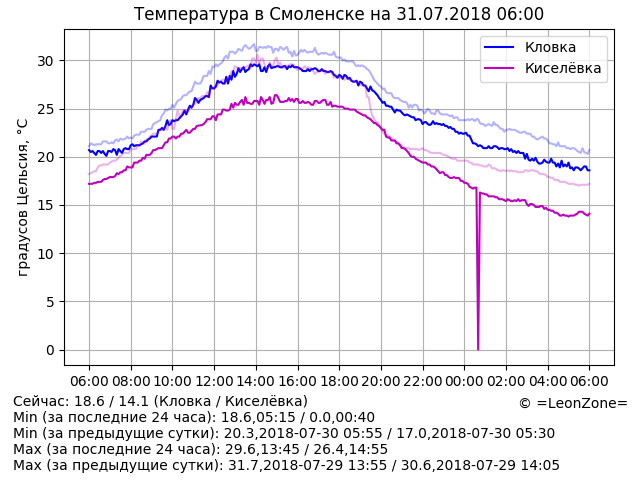 Температура в Смоленске на 31.07.2018 06:00
Кловка
Киселёвка
градусов Цельсия, °C
30
25
20
15
10
5
0
06:00 08:00 10:00 12:00 14:00 16:00 18:00 20:00 22:00 00:00 02:00 04:00 06:00
Сейчас: 18.6 / 14.1 (Кловка / Киселёвка)
© =LeonZone=
Min (за последние 24 часа): 18.6,05:15 / 0.0,00:40
Min (за предыдущие сутки): 20.3,2018-07-30 05:55 / 17.0,2018-07-30 05:30
Max (за последние 24 часа): 29.6,13:45 / 26.4,14:55
Max (за предыдущие сутки): 31.7,2018-07-29 13:55 / 30.6,2018-07-29 14:05